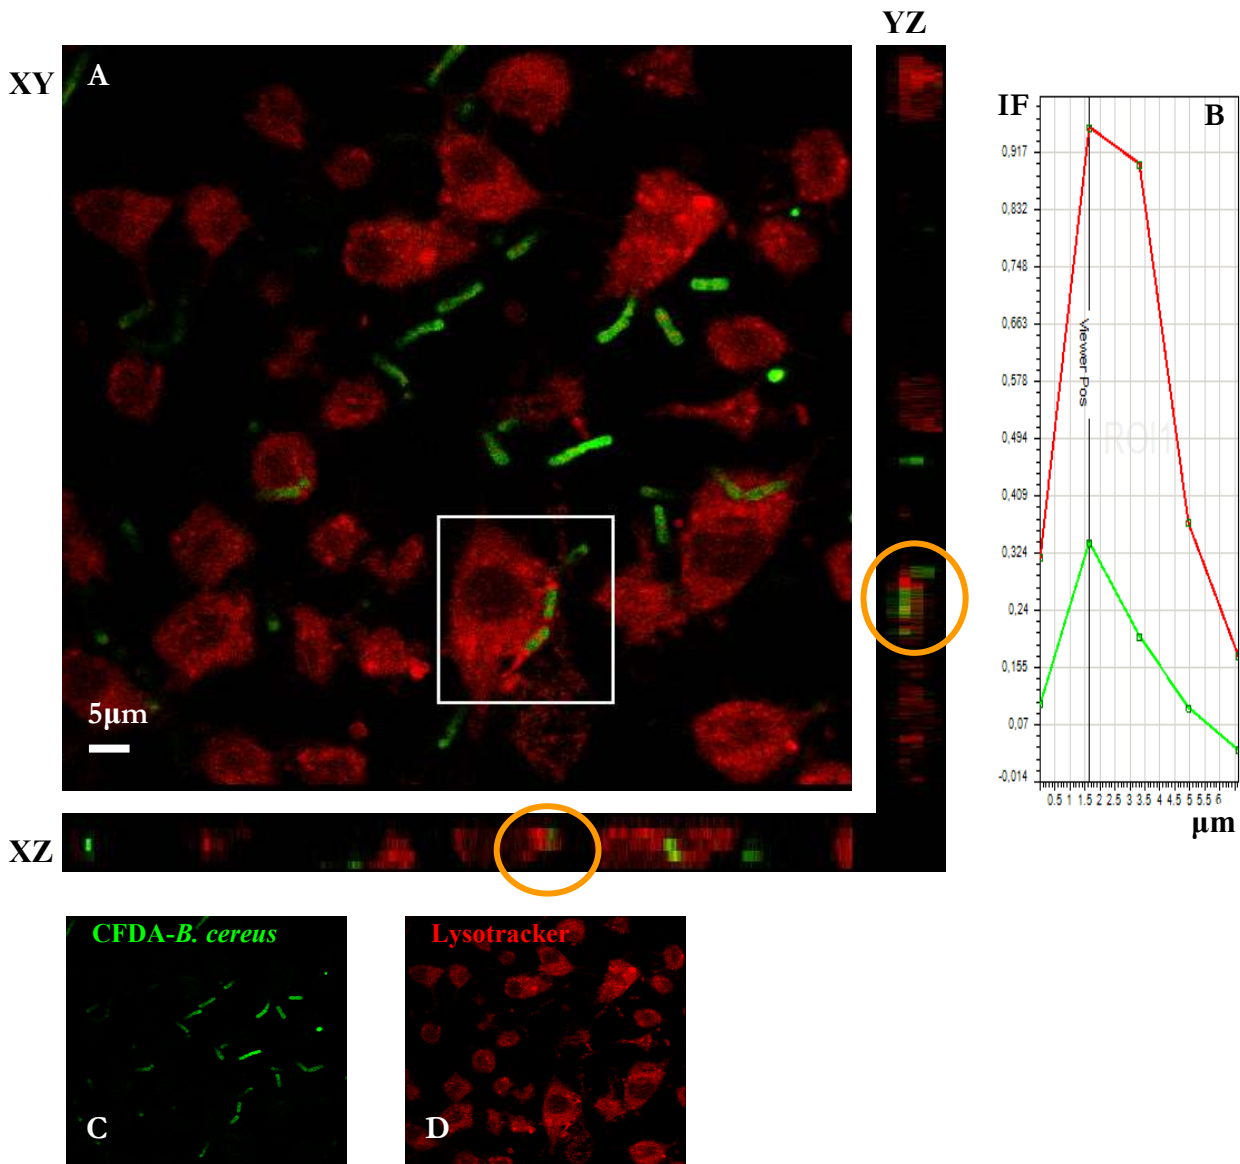 YZ
XY
A
IF
B
0,917
0,832
0,748
0,663
0,578
0,494
0,409
0,324
0,24
0,155
0,07
-0,014
Viewer Pos
ROI1
0.5 1 1.5 2 2.5 3 3.5 4 4.5 5 5.5 6
µm
5µm
XZ
CFDA-B. cereus
Lysotracker
C
D